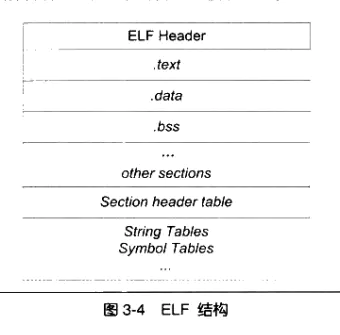 ELF Header
.text
.data
.bss
...
other sections
Section header table
String Tables
Symbol Tables
...
图 3-4 ELF 结构